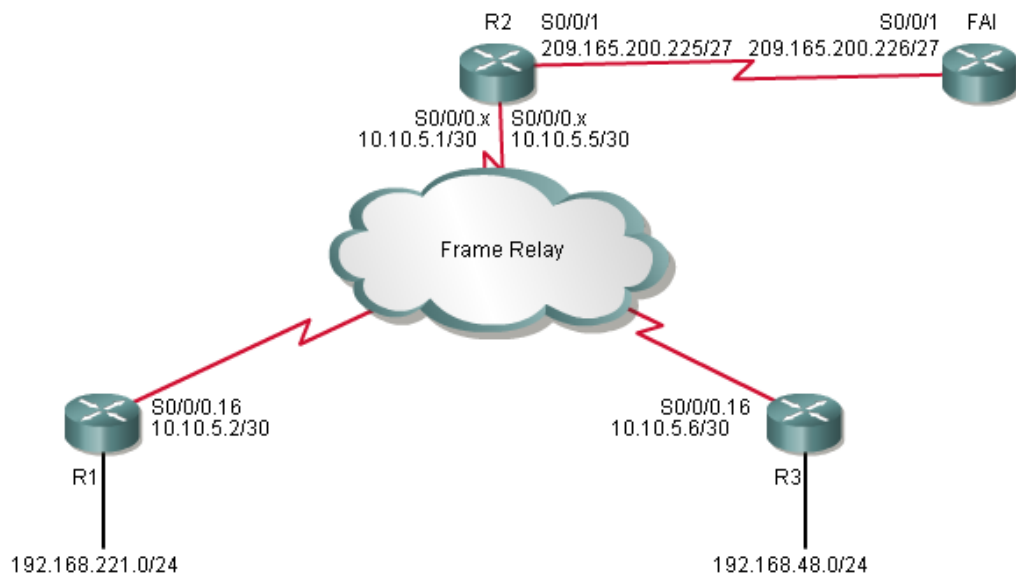 R2 S0/0/1 S0/0/1 FAI
209.165.200.225/27 209.165.200.226/27
S0/0/0.x S0/0/0.x
10.10.5.1/30 10.10.5.5/30
Frame Relay
S0/0/0.16 S0/0/0.16
10.10.5.2/30 10.10.5.6/30
R1 R3
192.168.221.0/24 192.168.48.0/24